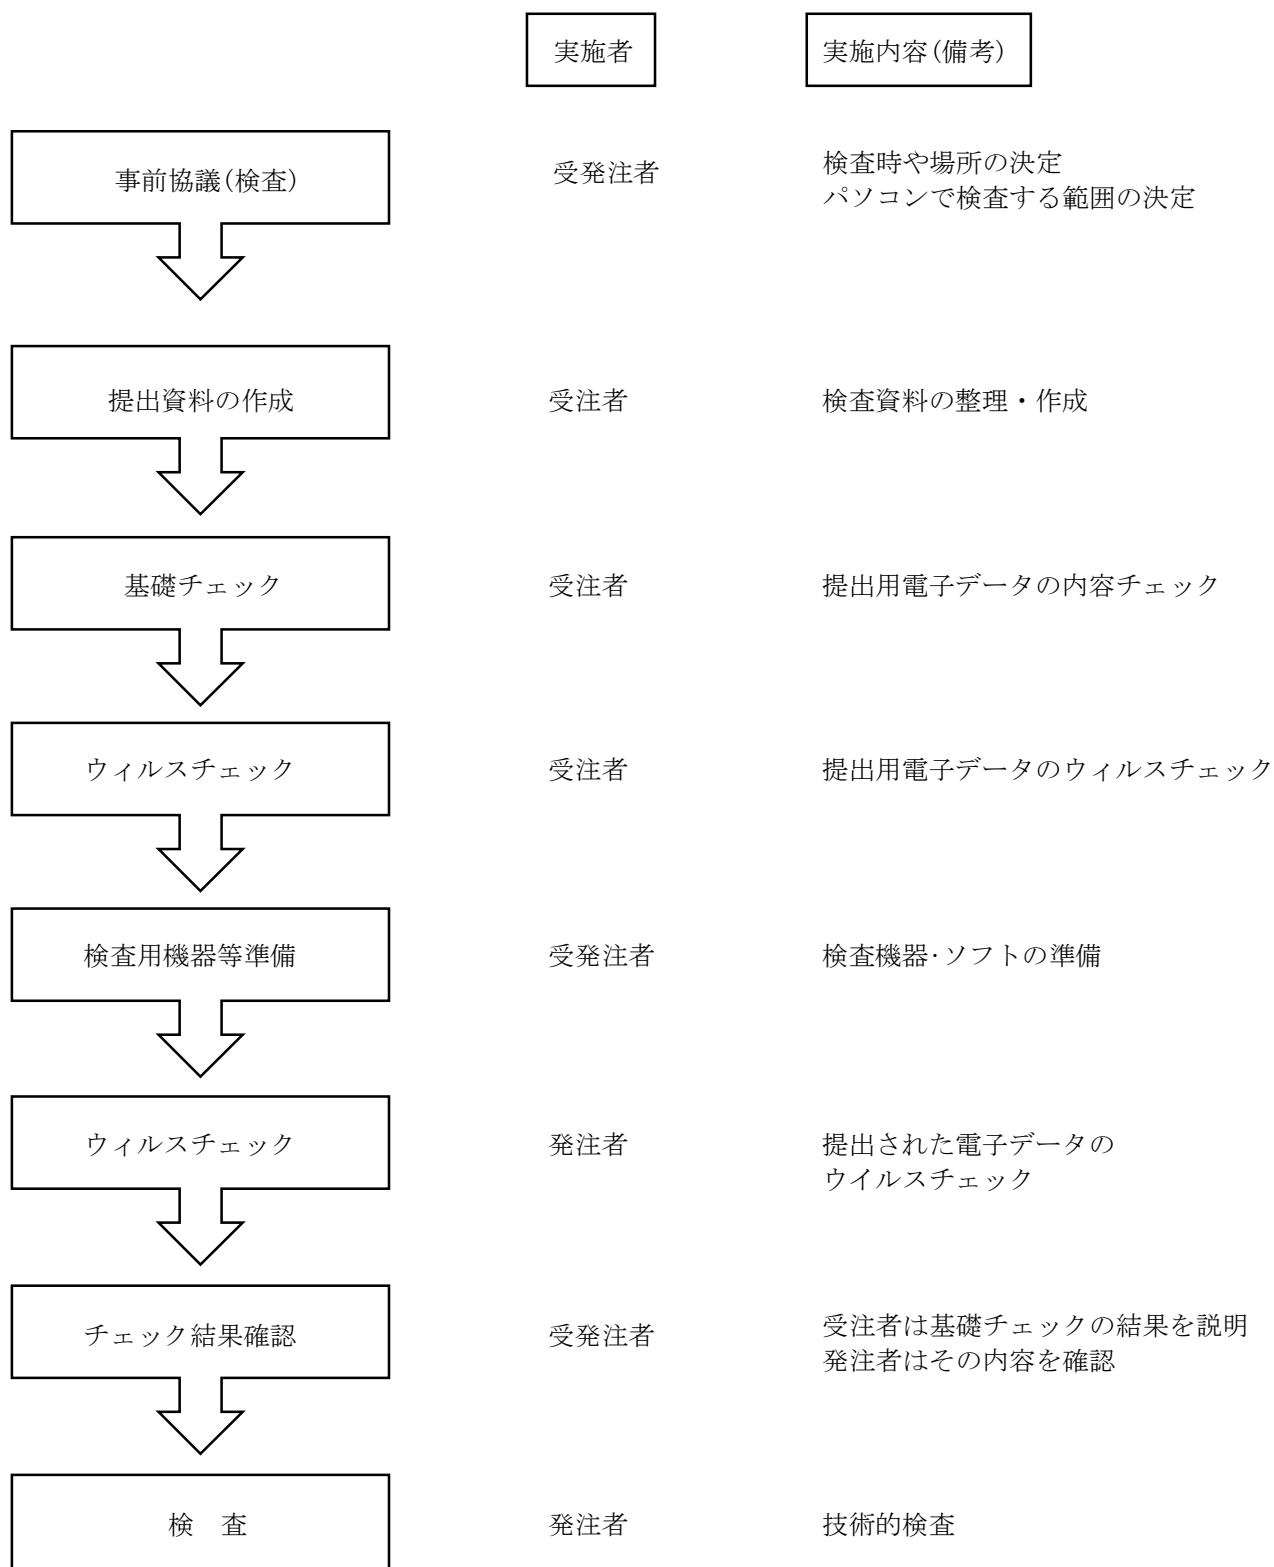 実施者 実施内容(備考)
事前協議(検査) 受発注者 検査時や場所の決定
パソコンで検査する範囲の決定
提出資料の作成 受注者 検査資料の整理・作成
基礎チェック 受注者 提出用電子データの内容チェック
ウィルスチェック 受注者 提出用電子データのウィルスチェック
検査用機器等準備 受発注者 検査機器･ソフトの準備
ウィルスチェック 発注者 提出された電子データの
ウイルスチェック
チェック結果確認 受発注者 受注者は基礎チェックの結果を説明
発注者はその内容を確認
検　査 発注者 技術的検査